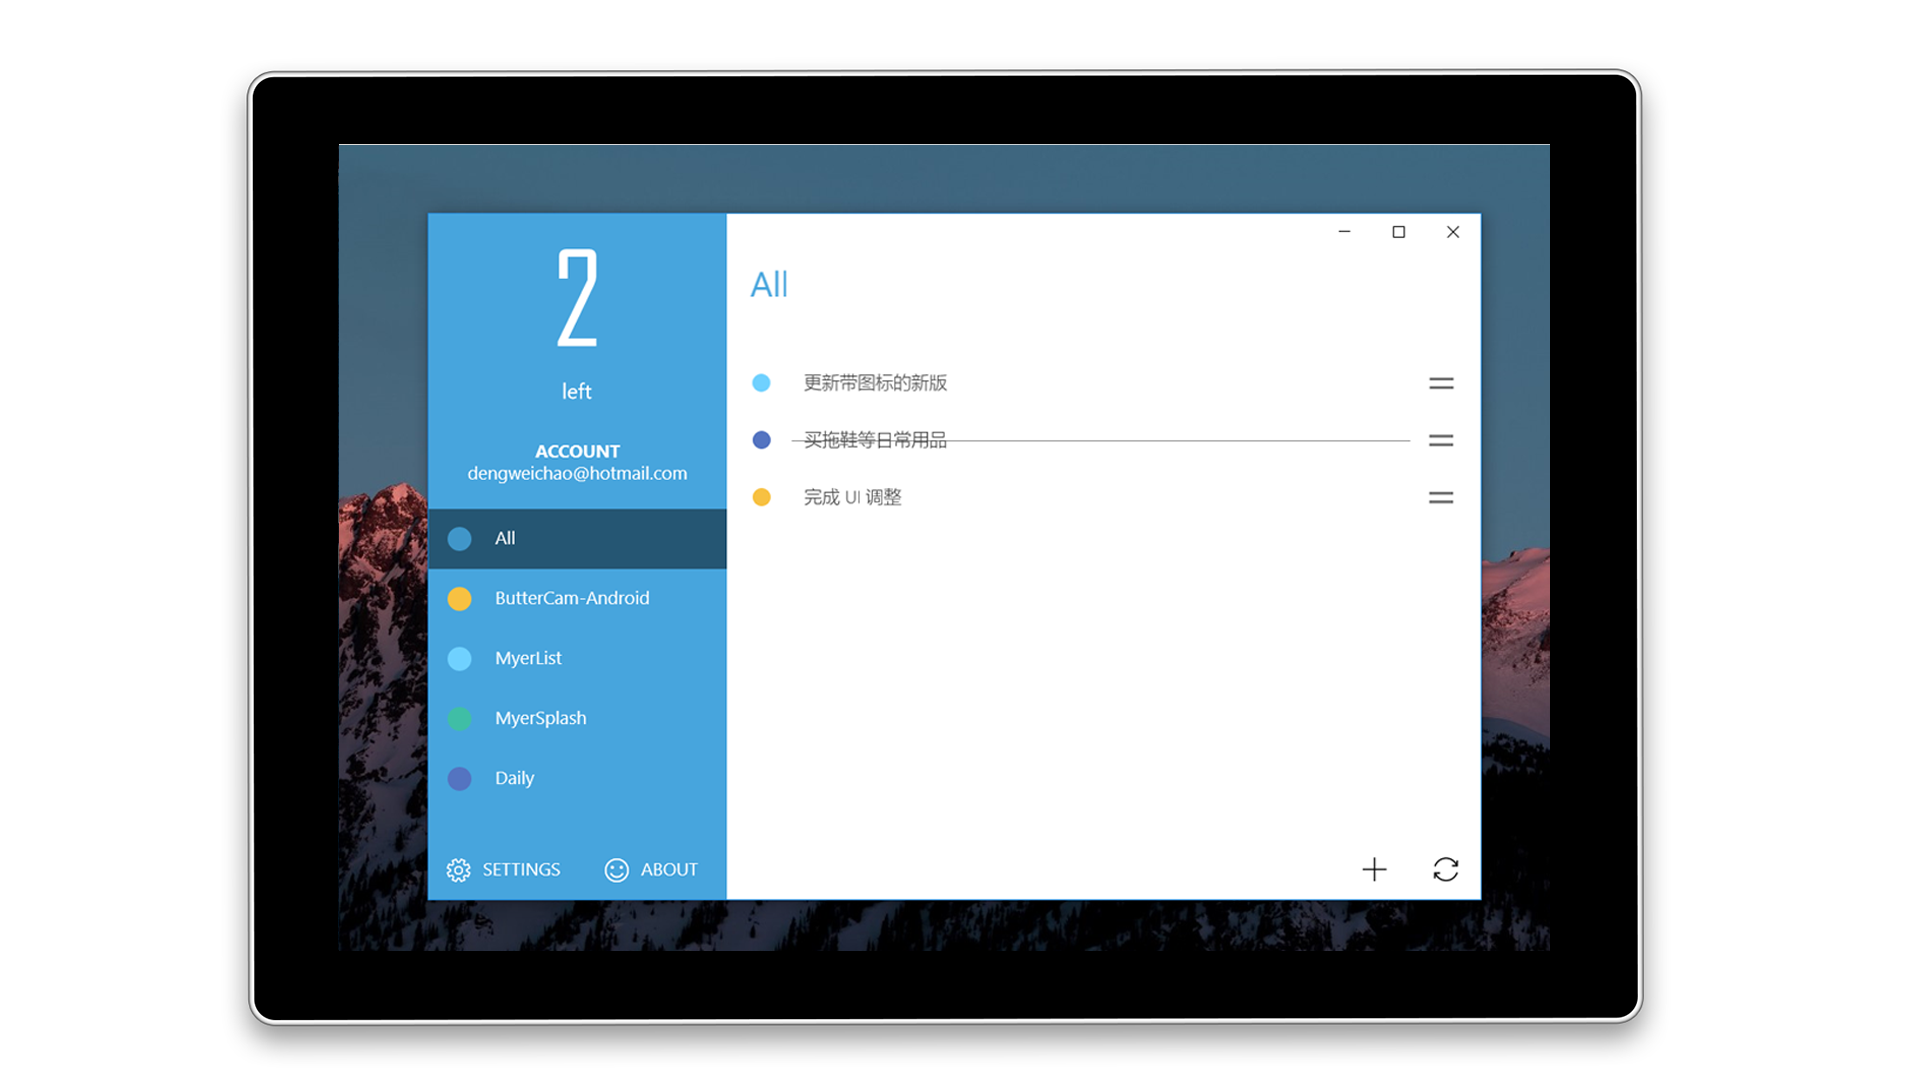 2
left
ACCOUNT
dengweichao@hotmail.com
All
ButterCam-Android
MyerList
MyerSplash
Daily
SETTINGS
ABOUT
All
更新带图标的新版
买拖鞋等日常用品
完成 UI 调整